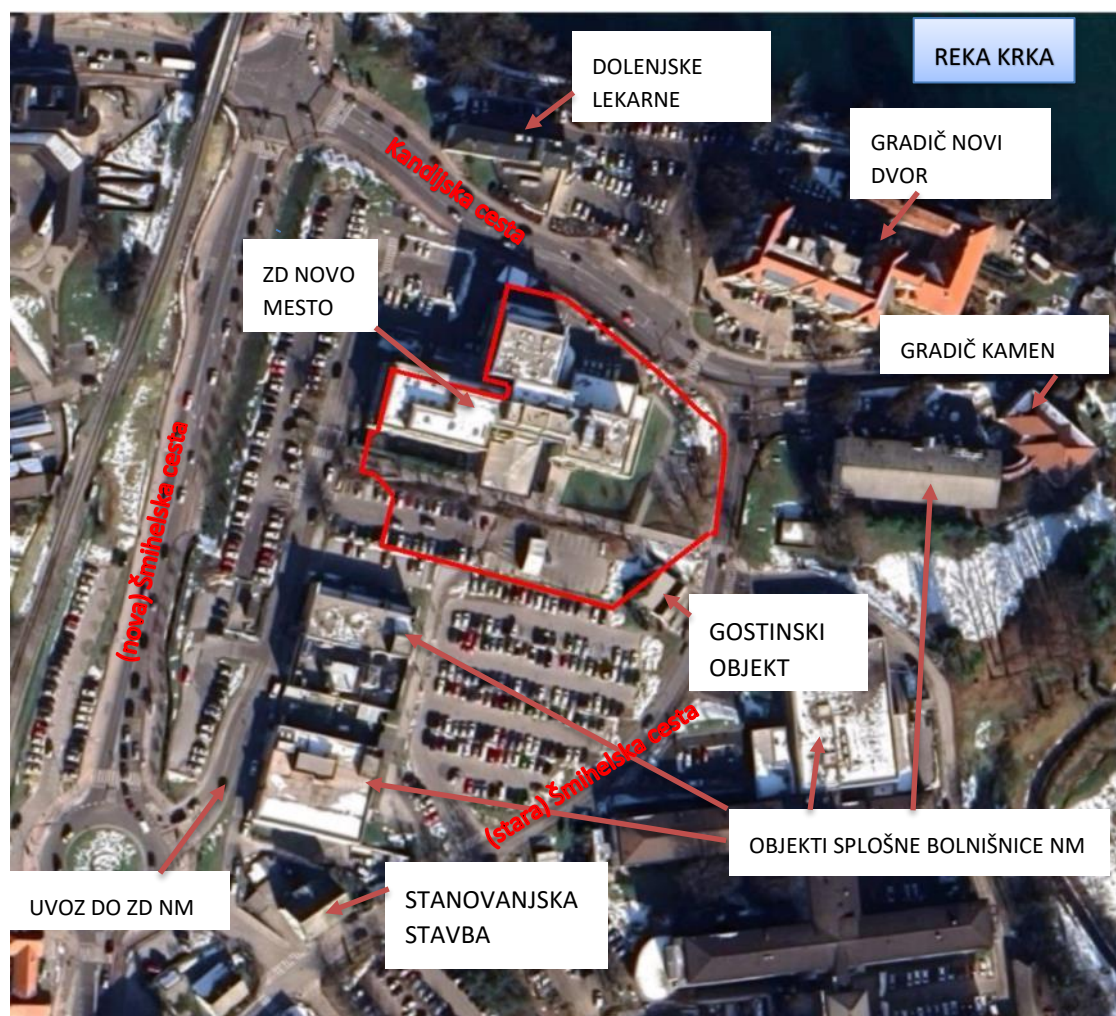 REKA KRKA
DOLENJSKE
LEKARNE
GRADIČ NOVI
DVOR
Kandijska cesta
ZD NOVO
MESTO
GRADIČ KAMEN
(nova) Šmihelska cesta
GOSTINSKI
OBJEKT
(stara) Šmihelska cesta
OBJEKTI SPLOŠNE BOLNIŠNICE NM
UVOZ DO ZD NM
STANOVANJSKA
STAVBA